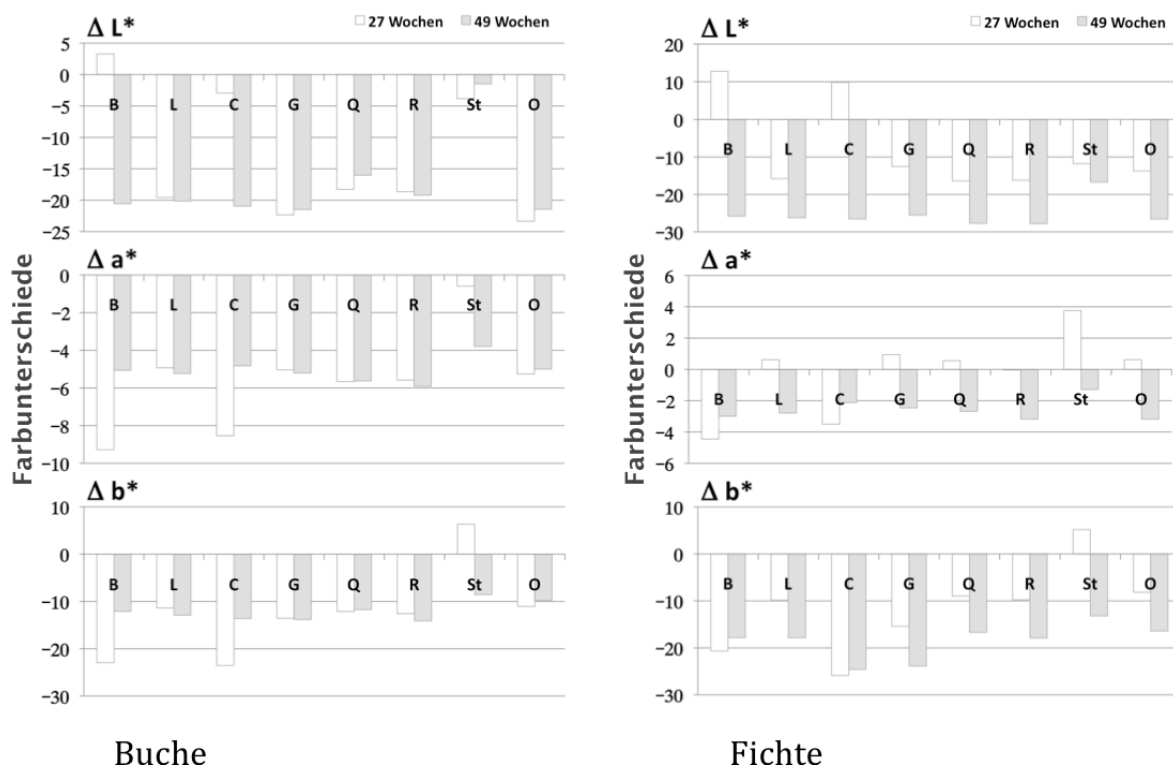 27 Wochen 49 Wochen
Δ L*
5
0
−5
−10
−15
−20
−25
B L C G Q R St O
Δ a*
0
−2
−4
−6
−8
−10
B L C G Q R St O
Δ b*
10
0
−10
−20
−30
B L C G Q R St O
Farbunterschiede
Buche
27 Wochen 49 Wochen
Δ L*
20
10
0
−10
−20
−30
B L C G Q R St O
Δ a*
6
4
2
0
−2
−4
−6
B L C G Q R St O
Δ b*
10
0
−10
−20
−30
B L C G Q R St O
Farbunterschiede
Fichte